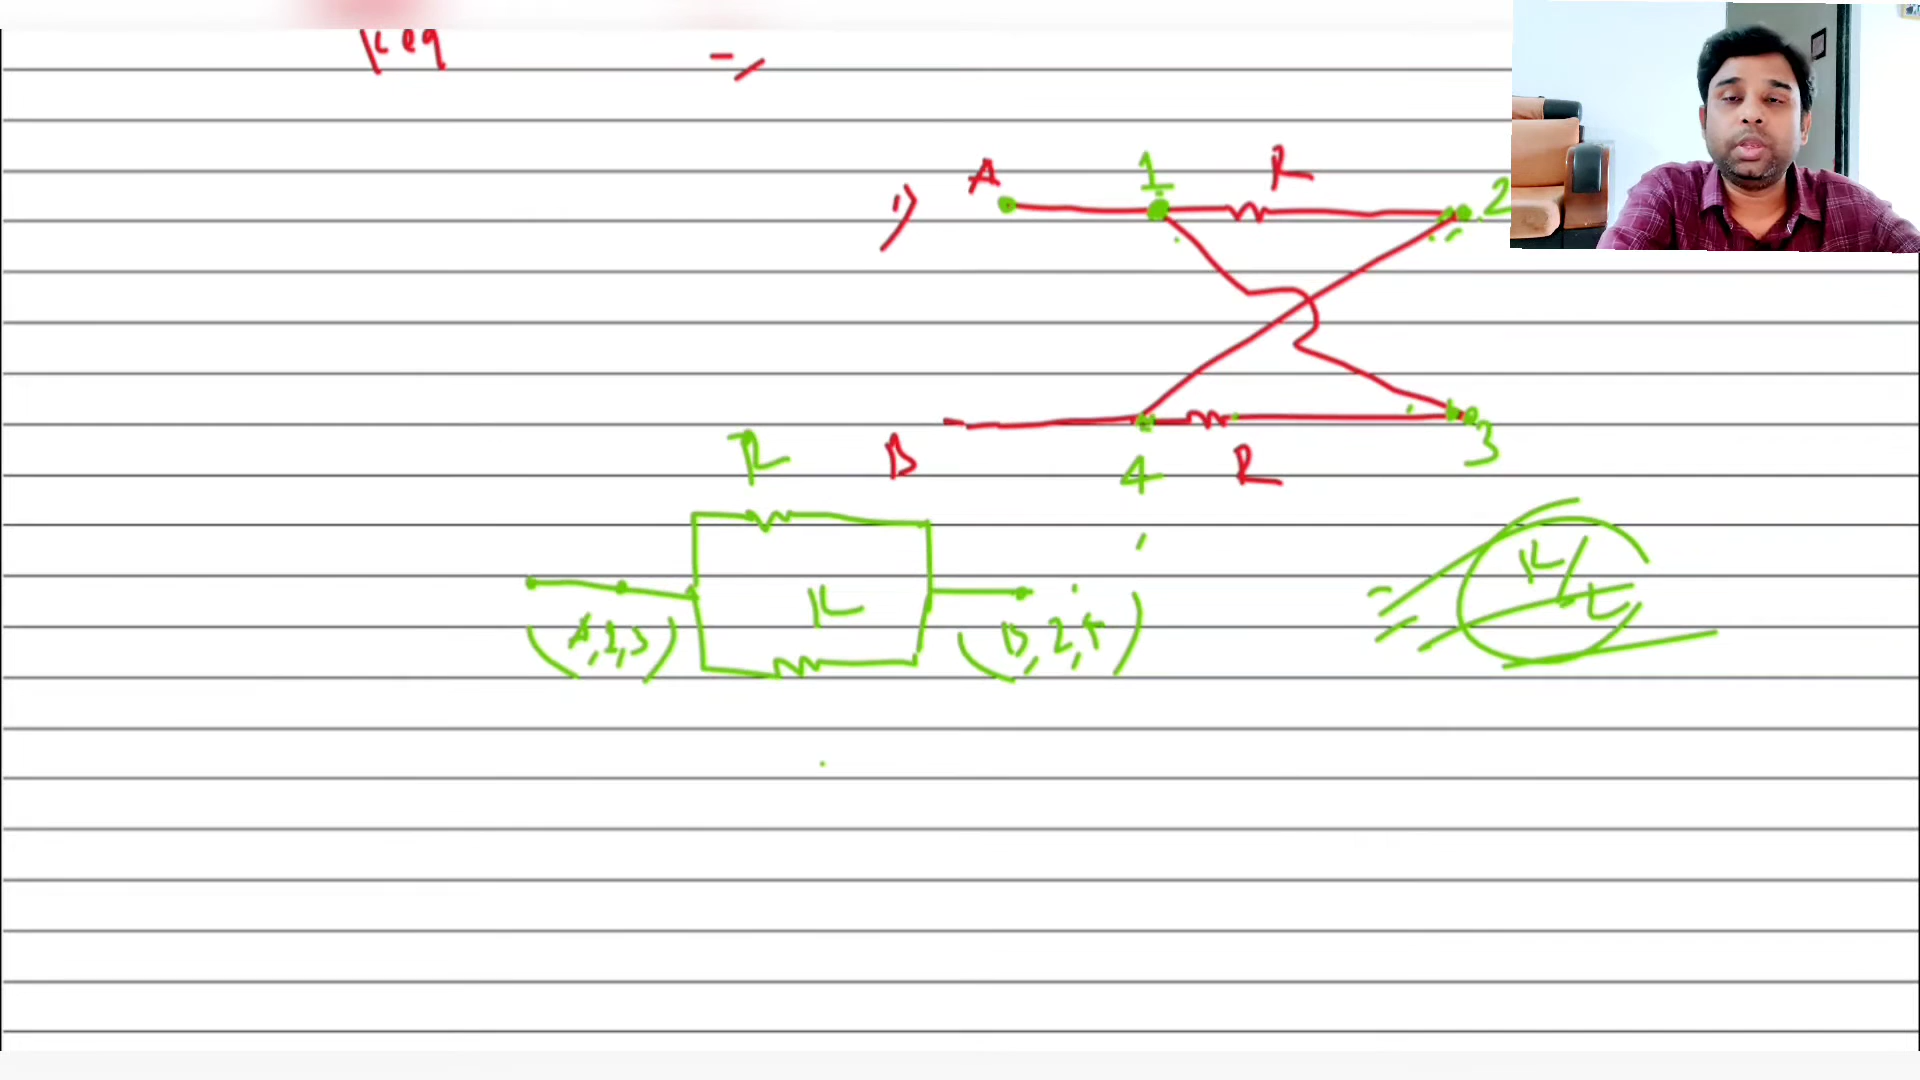 Req
1)
A 1 R 2
B 4 R 3
R
R
(A,1,3) (B,2,4)
= R/2